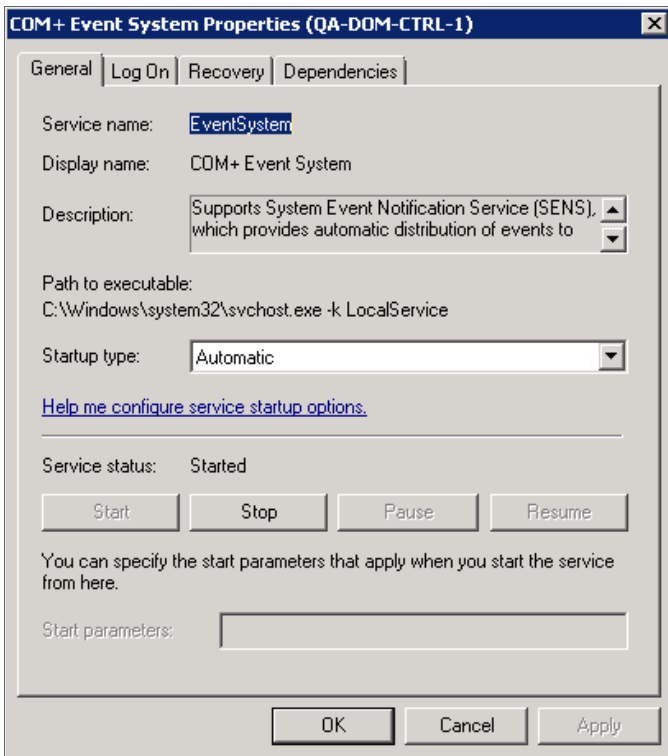 COM+ Event System Properties (QA-DOM-CTRL-1)
General Log On Recovery Dependencies
Service name: EventSystem
Display name: COM+ Event System
Description: Supports System Event Notification Service (SENS),
which provides automatic distribution of events to
Path to executable:
C:\Windows\system32\svchost.exe -k LocalService
Startup type: Automatic
Help me configure service startup options.
Service status: Started
Start Stop Pause Resume
You can specify the start parameters that apply when you start the service
from here.
Start parameters:
OK Cancel Apply